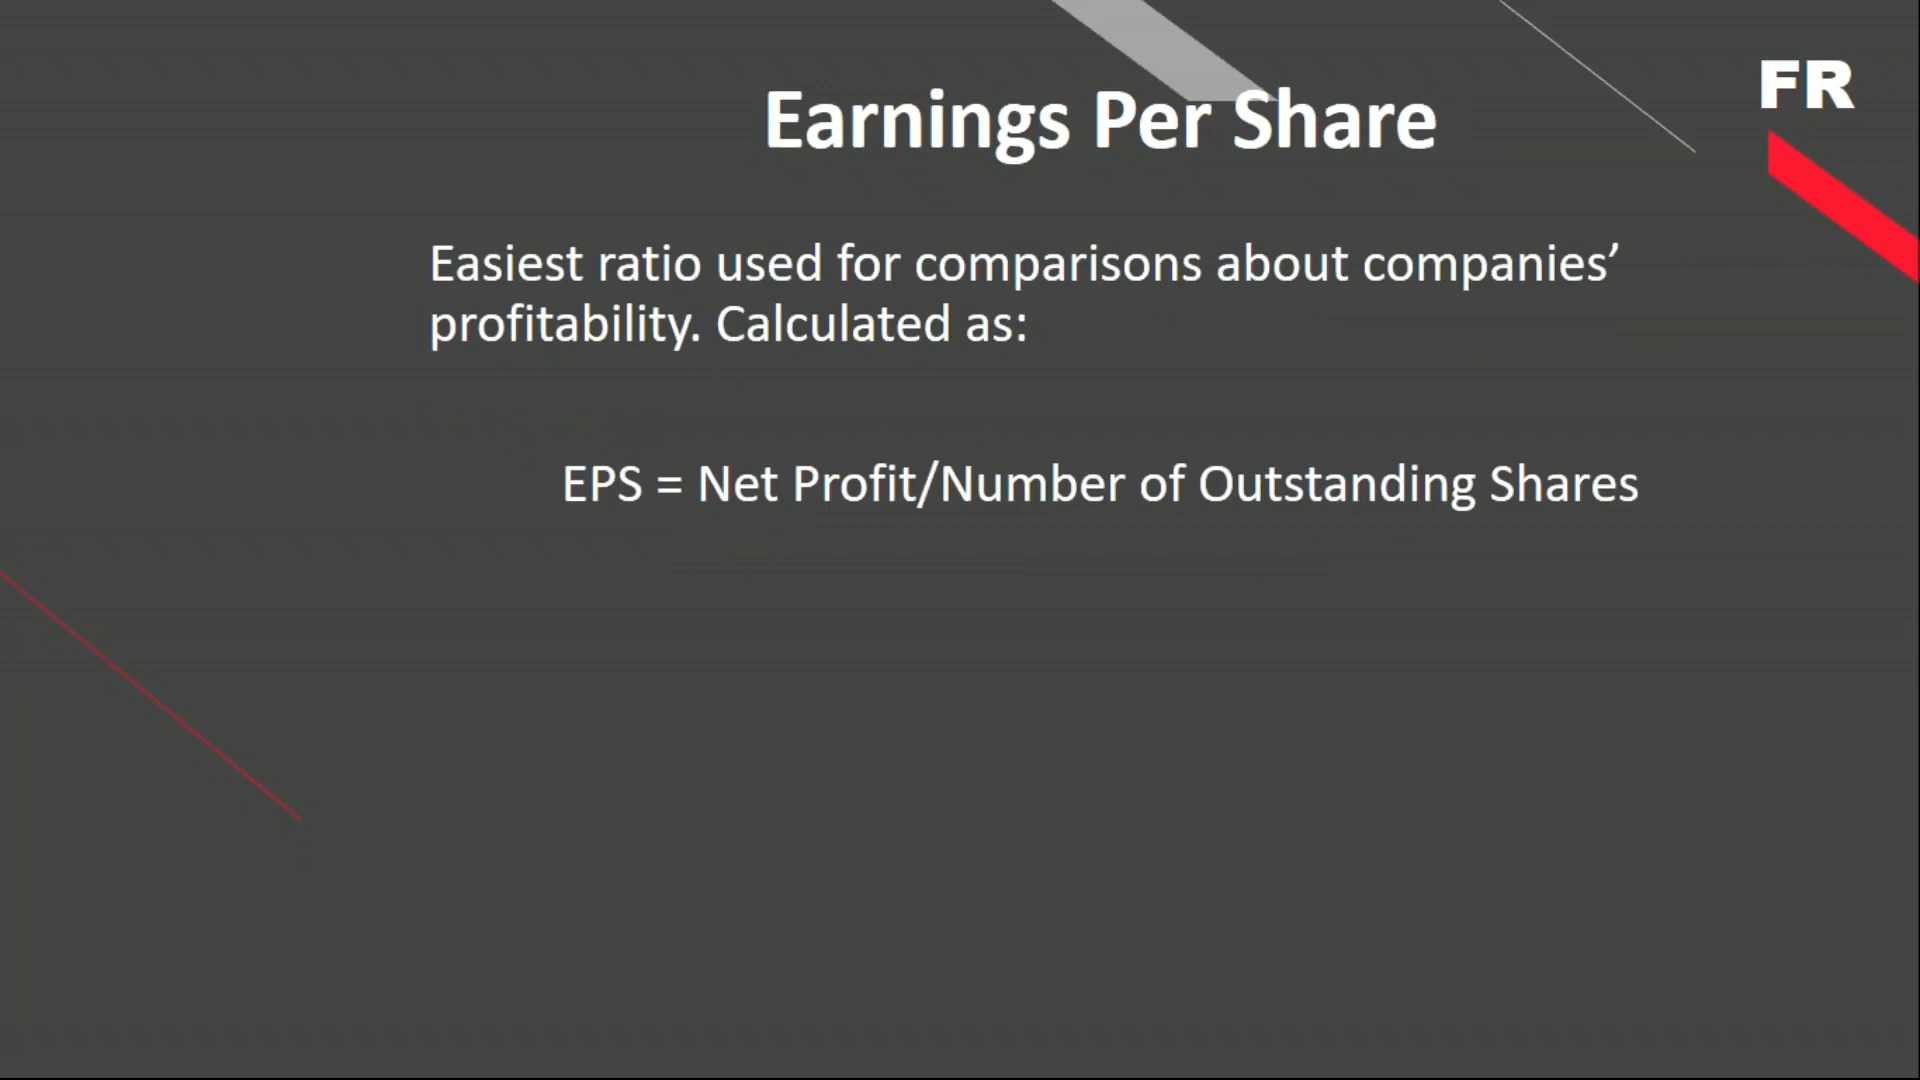 FR
Earnings Per Share
Easiest ratio used for comparisons about companies’
profitability. Calculated as:
EPS = Net Profit/Number of Outstanding Shares